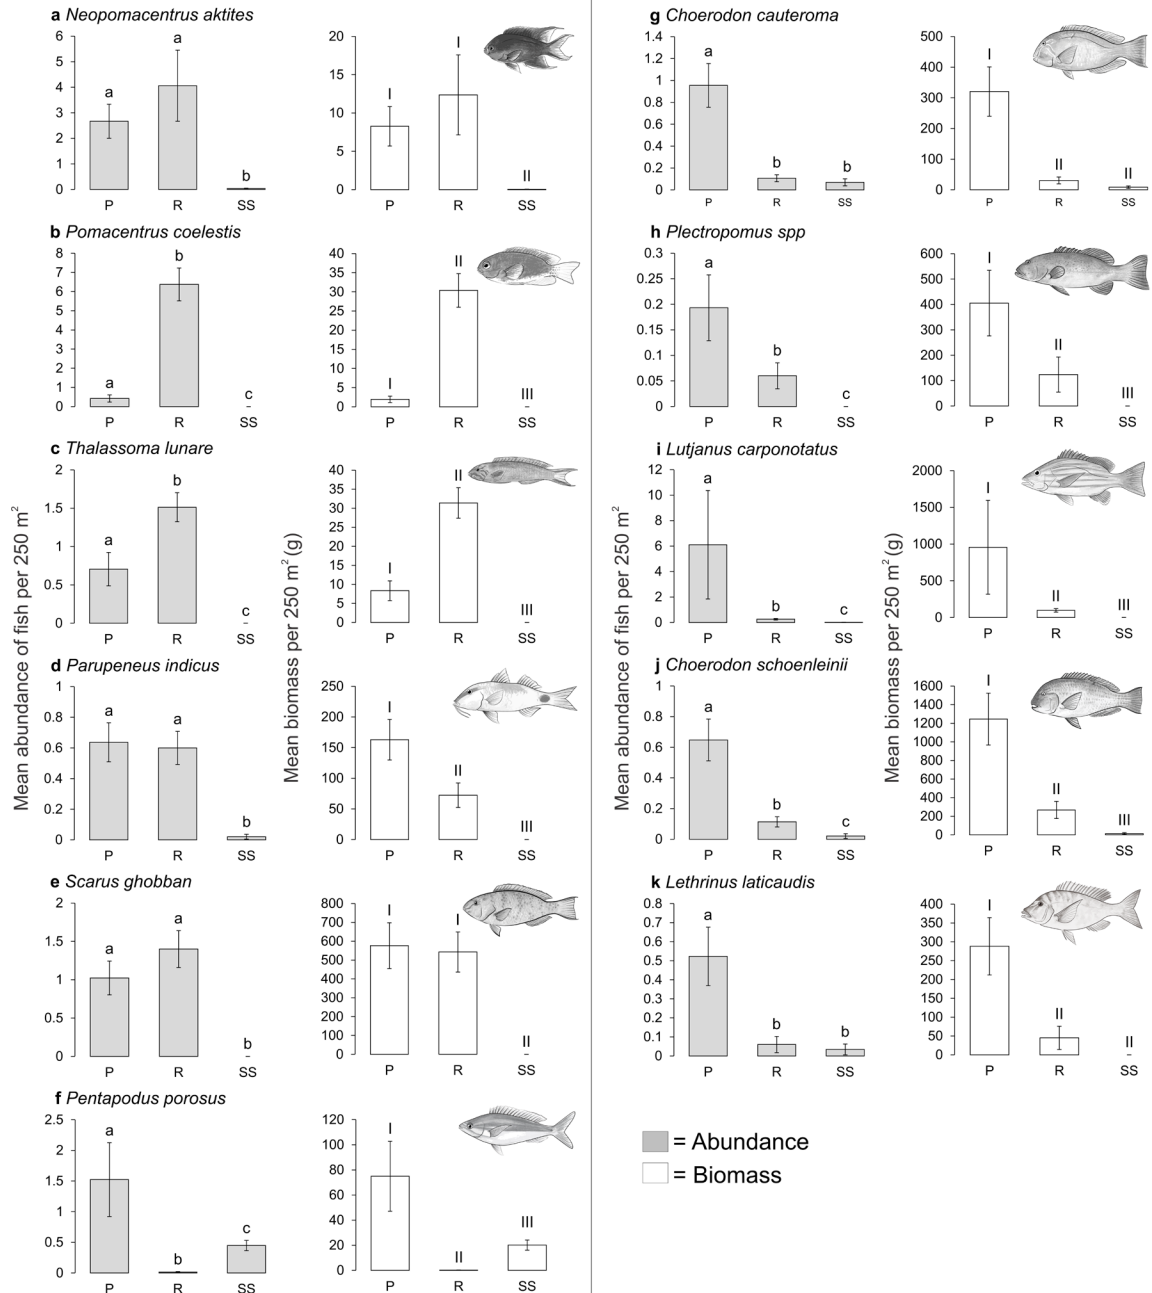 a Neopomacentrus aktites
6
5
4
3
2
1
0
a
a
b
P
R
SS
20
15
10
5
0
I
I
II
P
R
SS
b Pomacentrus coelestis
8
7
6
5
4
3
2
1
0
a
b
c
P
R
SS
40
35
30
25
20
15
10
5
0
I
II
III
P
R
SS
c Thalassoma lunare
2
1.5
1
0.5
0
a
b
c
P
R
SS
40
35
30
25
20
15
10
5
0
I
II
III
P
R
SS
Mean abundance of fish per 250 m²
Mean biomass per 250 m² (g)
d Parupeneus indicus
1
0.8
0.6
0.4
0.2
0
a
a
b
P
R
SS
250
200
150
100
50
0
I
II
III
P
R
SS
e Scarus ghobban
2
1.5
1
0.5
0
a
a
b
P
R
SS
800
700
600
500
400
300
200
100
0
I
I
II
P
R
SS
f Pentapodus porosus
2.5
2
1.5
1
0.5
0
a
b
c
P
R
SS
120
100
80
60
40
20
0
I
II
III
P
R
SS
g Choerodon cauteroma
1.4
1.2
1
0.8
0.6
0.4
0.2
0
a
b
b
P
R
SS
500
400
300
200
100
0
I
II
II
P
R
SS
h Plectropomus spp
0.3
0.25
0.2
0.15
0.1
0.05
0
a
b
c
P
R
SS
600
500
400
300
200
100
0
I
II
III
P
R
SS
i Lutjanus carponotatus
12
10
8
6
4
2
0
a
b
c
P
R
SS
2000
1500
1000
500
0
I
II
III
P
R
SS
Mean abundance of fish per 250 m²
Mean biomass per 250 m² (g)
j Choerodon schoenleinii
1
0.8
0.6
0.4
0.2
0
a
b
c
P
R
SS
1600
1400
1200
1000
800
600
400
200
0
I
II
III
P
R
SS
k Lethrinus laticaudis
0.8
0.7
0.6
0.5
0.4
0.3
0.2
0.1
0
a
b
b
P
R
SS
400
350
300
250
200
150
100
50
0
I
II
II
P
R
SS
= Abundance
= Biomass